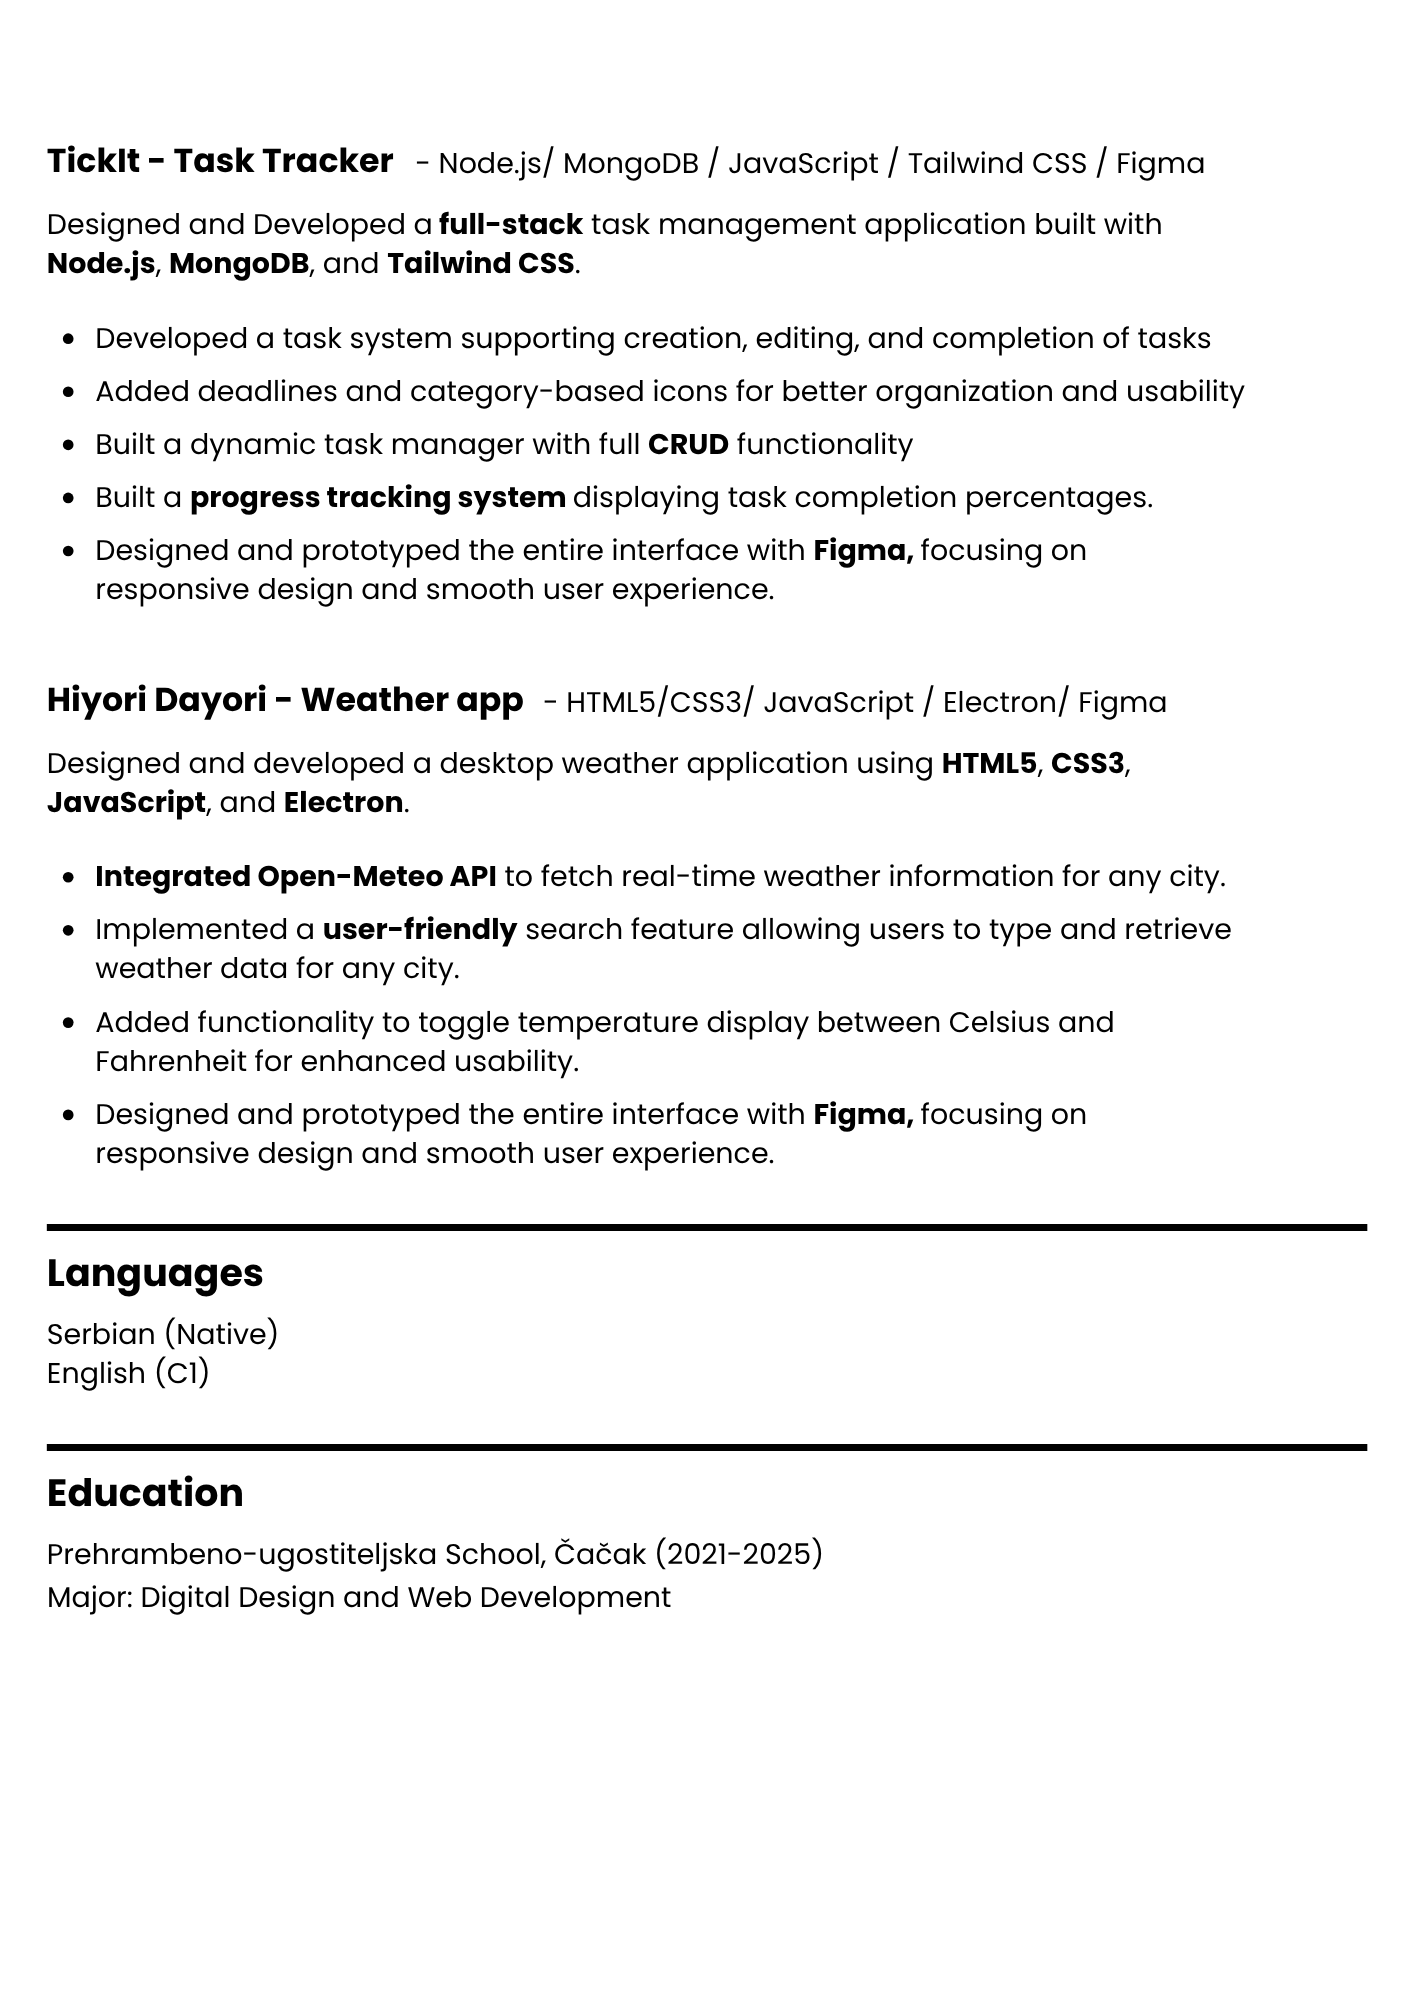 TickIt - Task Tracker - Node.js/ MongoDB / JavaScript / Tailwind CSS / Figma
Designed and Developed a full-stack task management application built with
Node.js, MongoDB, and Tailwind CSS.
• Developed a task system supporting creation, editing, and completion of tasks
• Added deadlines and category-based icons for better organization and usability
• Built a dynamic task manager with full CRUD functionality
• Built a progress tracking system displaying task completion percentages.
• Designed and prototyped the entire interface with Figma, focusing on
responsive design and smooth user experience.
Hiyori Dayori - Weather app - HTML5/CSS3/ JavaScript / Electron/ Figma
Designed and developed a desktop weather application using HTML5, CSS3,
JavaScript, and Electron.
• Integrated Open-Meteo API to fetch real-time weather information for any city.
• Implemented a user-friendly search feature allowing users to type and retrieve
weather data for any city.
• Added functionality to toggle temperature display between Celsius and
Fahrenheit for enhanced usability.
• Designed and prototyped the entire interface with Figma, focusing on
responsive design and smooth user experience.
Languages
Serbian (Native)
English (C1)
Education
Prehrambeno-ugostiteljska School, Čačak (2021-2025)
Major: Digital Design and Web Development